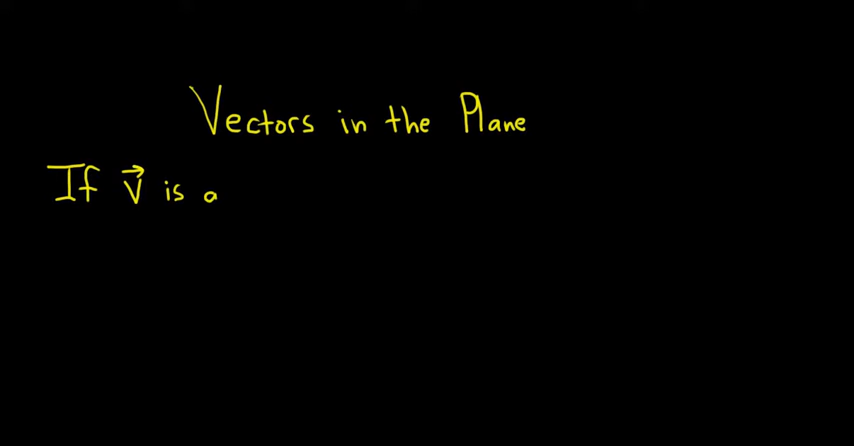 Vectors in the Plane
If v⃗ is a